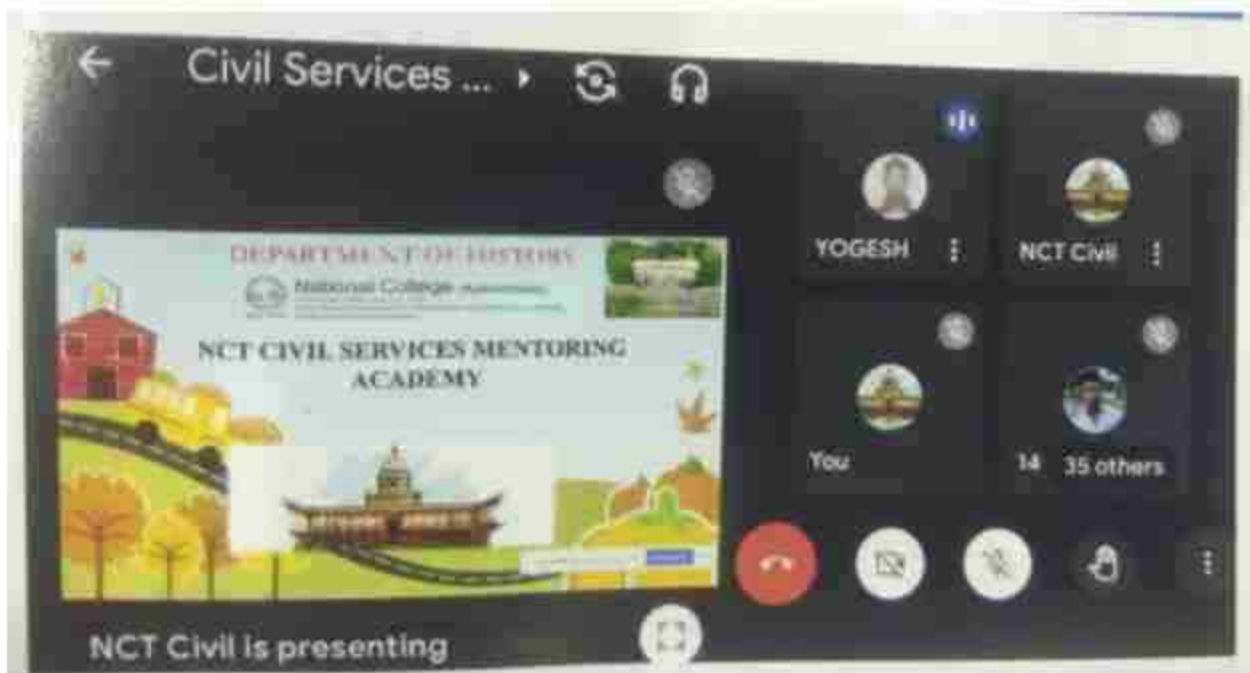 Civil Services ...
YOGESH
NCT Civil
DEPARTMENT OF HISTORY
National College
NCT CIVIL SERVICES MENTORING
ACADEMY
You
14 35 others
NCT Civil is presenting